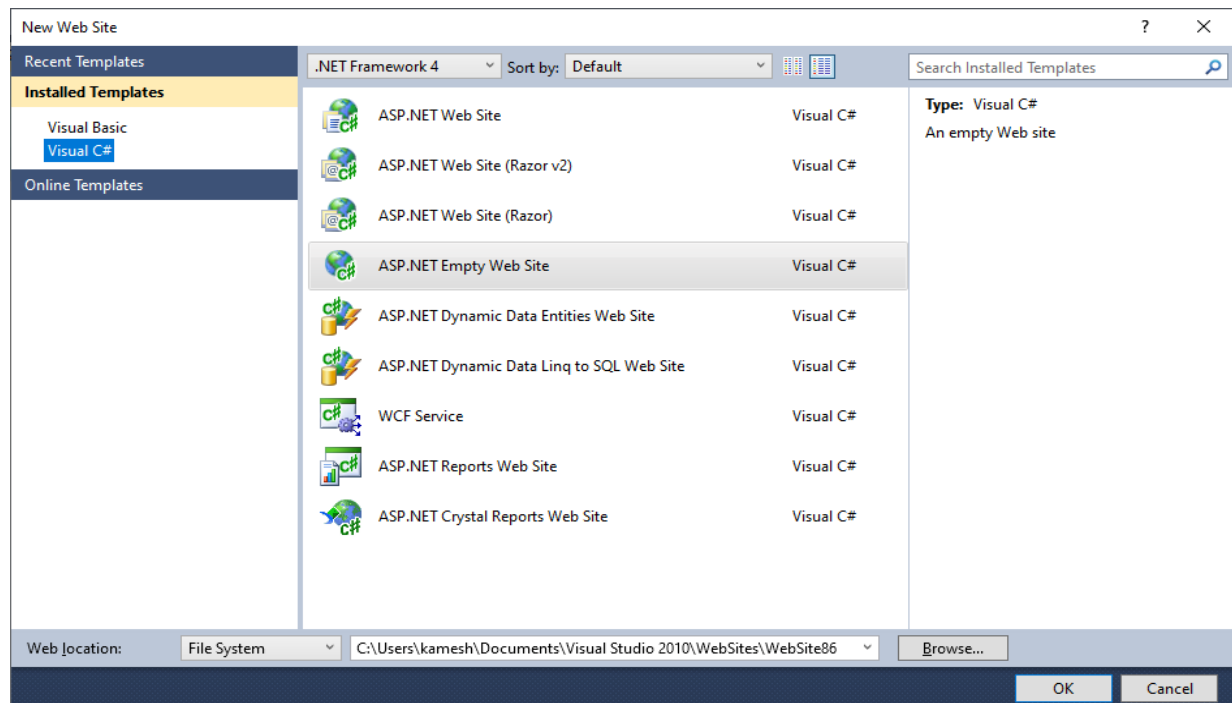 New Web Site
?
Recent Templates
.NET Framework 4
Sort by:
Default
Search Installed Templates
Installed Templates
Visual Basic
Visual C#
Online Templates
ASP.NET Web Site
Visual C#
ASP.NET Web Site (Razor v2)
Visual C#
ASP.NET Web Site (Razor)
Visual C#
ASP.NET Empty Web Site
Visual C#
ASP.NET Dynamic Data Entities Web Site
Visual C#
ASP.NET Dynamic Data Linq to SQL Web Site
Visual C#
WCF Service
Visual C#
ASP.NET Reports Web Site
Visual C#
ASP.NET Crystal Reports Web Site
Visual C#
Type: Visual C#
An empty Web site
Web location:
File System
C:\Users\kamesh\Documents\Visual Studio 2010\WebSites\WebSite86
Browse...
OK
Cancel